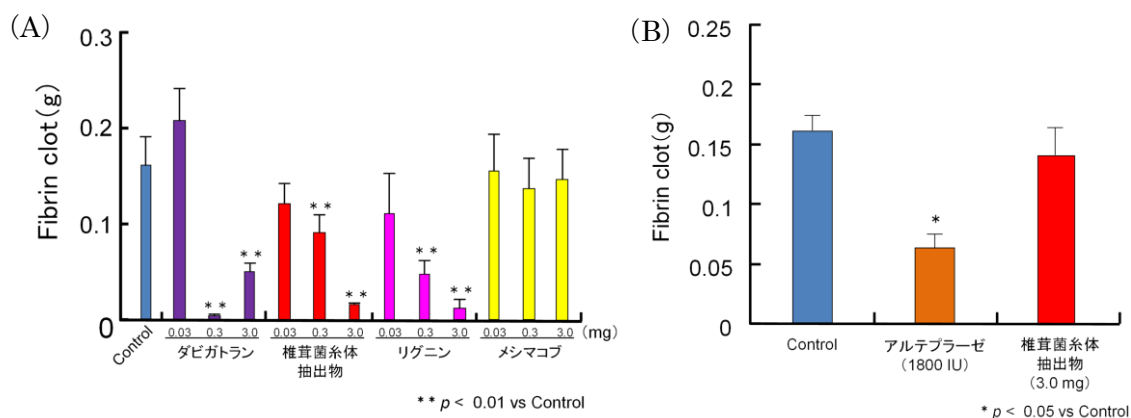 (A)
Fibrin clot(g)
0.3
0.2
0.1
0
** ** ** ** ** **
Control
0.03 0.3 3.0 0.03 0.3 3.0 0.03 0.3 3.0 0.03 0.3 3.0 (mg)
ダビガトラン 椎茸菌糸体 リグニン メシマコブ
抽出物
** p < 0.01 vs Control
(B)
Fibrin clot(g)
0.25
0.2
0.15
0.1
0.05
0
*
Control アルテプラーゼ 椎茸菌糸体
(1800 IU) 抽出物
(3.0 mg)
* p < 0.05 vs Control